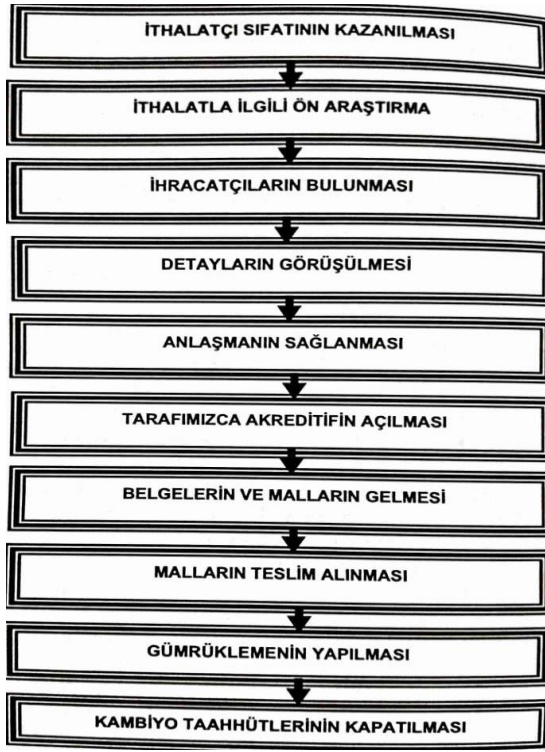 İTHALATÇI SIFATININ KAZANILMASI
İTHALATLA İLGİLİ ÖN ARAŞTIRMA
İHRACATÇILARIN BULUNMASI
DETAYLARIN GÖRÜŞÜLMESİ
ANLAŞMANIN SAĞLANMASI
TARAFIMIZCA AKREDİTİFİN AÇILMASI
BELGELERİN VE MALLARIN GELMESİ
MALLARIN TESLİM ALINMASI
GÜMRÜKLEMENİN YAPILMASI
KAMBİYO TAAHHÜTLERİNİN KAPATILMASI